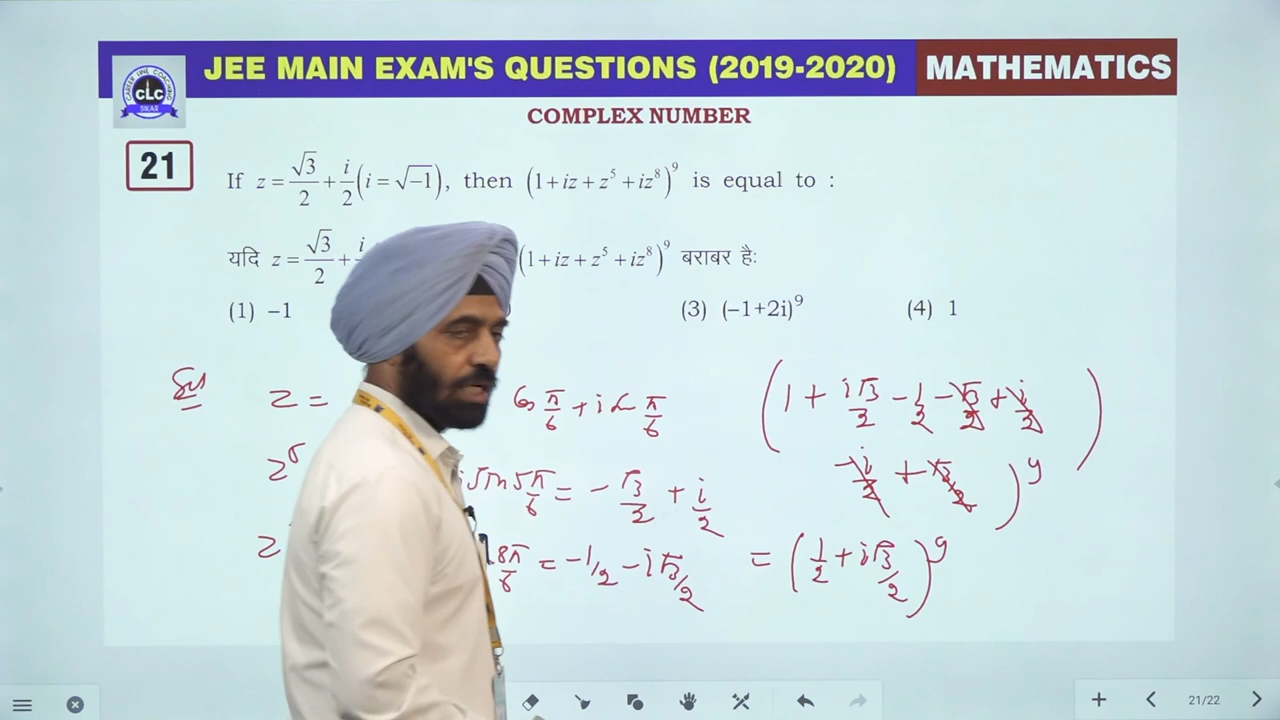 JEE MAIN EXAM'S QUESTIONS (2019-2020) MATHEMATICS
CLC
SIKAR
COMPLEX NUMBER
21
If z = √3/2 + i/2 (i = √−1), then (1 + iz + z⁵ + iz⁸)⁹ is equal to :
यदि z = √3/2 + i (1 + iz + z⁵ + iz⁸)⁹ बराबर है:
(1) −1 (3) (−1+2i)⁹ (4) 1
Sol
z = cos π/6 + i sin π/6
z⁵ i sin 5π/6 = − √3/2 + i/2
z 8π/6 = −1/2 − i√3/2
(1 + i√3/2 − 1/2 − √3/2 + i/2)
− i/2 + √3/2)⁹
= (1/2 + i√3/2)⁹
21/22